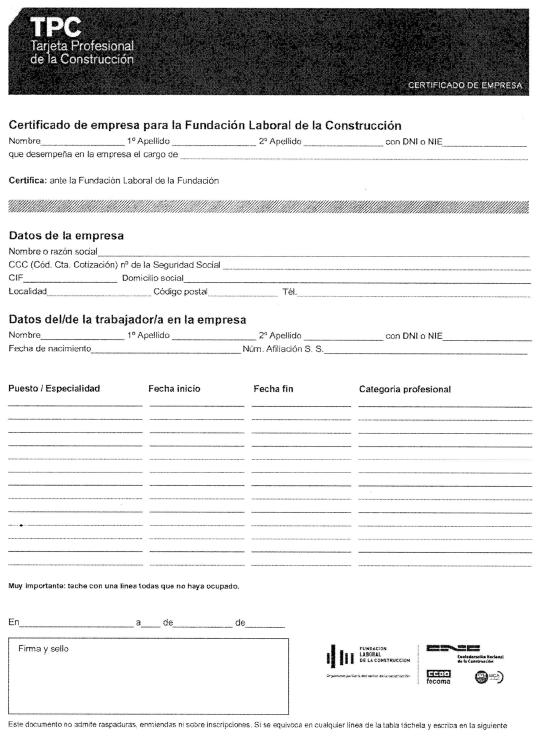 TPC
Tarjeta Profesional
de la Construcción
CERTIFICADO DE EMPRESA
Certificado de empresa para la Fundación Laboral de la Construcción
Nombre 1º Apellido 2º Apellido con DNI o NIE
que desempeña en la empresa el cargo de
Certifica: ante la Fundación Laboral de la Fundación
Datos de la empresa
Nombre o razón social
CCC (Cód. Cta. Cotización) nº de la Seguridad Social
CIF Domicilio social
Localidad Código postal Tél.
Datos del/de la trabajador/a en la empresa
Nombre 1º Apellido 2º Apellido con DNI o NIE
Fecha de nacimiento Núm. Afiliación S. S.
Puesto / Especialidad Fecha inicio Fecha fin Categoria profesional
Muy importante: tache con una línea todas que no haya ocupado.
En a de de
Firma y sello
FUNDACIÓN
LABORAL
DE LA CONSTRUCCIÓN
CNC
Confederación Nacional
de la Construcción
CCOO
fecoma
UGT MCA
Este documento no admite raspaduras, enmiendas ni sobre inscripciones. Si se equivoca en cualquier línea de la tabla táchela y escriba en la siguiente